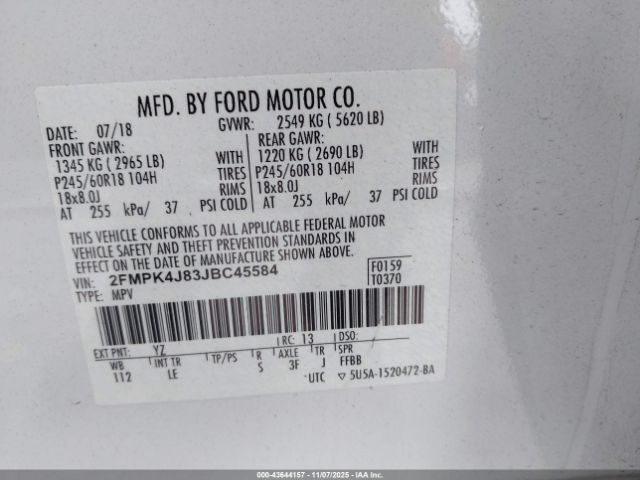 MFD. BY FORD MOTOR CO.
DATE: 07/18 GVWR: 2549 KG ( 5620 LB)
FRONT GAWR: REAR GAWR:
1345 KG ( 2965 LB) WITH 1220 KG ( 2690 LB) WITH
P245/60R18 104H TIRES P245/60R18 104H TIRES
18x8.0J RIMS 18x8.0J RIMS
AT 255 kPa/ 37 PSI COLD AT 255 kPa/ 37 PSI COLD
THIS VEHICLE CONFORMS TO ALL APPLICABLE FEDERAL MOTOR
VEHICLE SAFETY AND THEFT PREVENTION STANDARDS IN
EFFECT ON THE DATE OF MANUFACTURE SHOWN ABOVE.
VIN: 2FMPK4J83JBC45584 F0159
TYPE: MPV T0370
EXT PNT: YZ RC: 13 DSO:
WB INT TR TP/PS R AXLE TR SPR
112 LE S 3F J FFBB
UTC ▽ 5U5A-1520472-BA
000-43644157 - 11/07/2025 - IAAI.COM